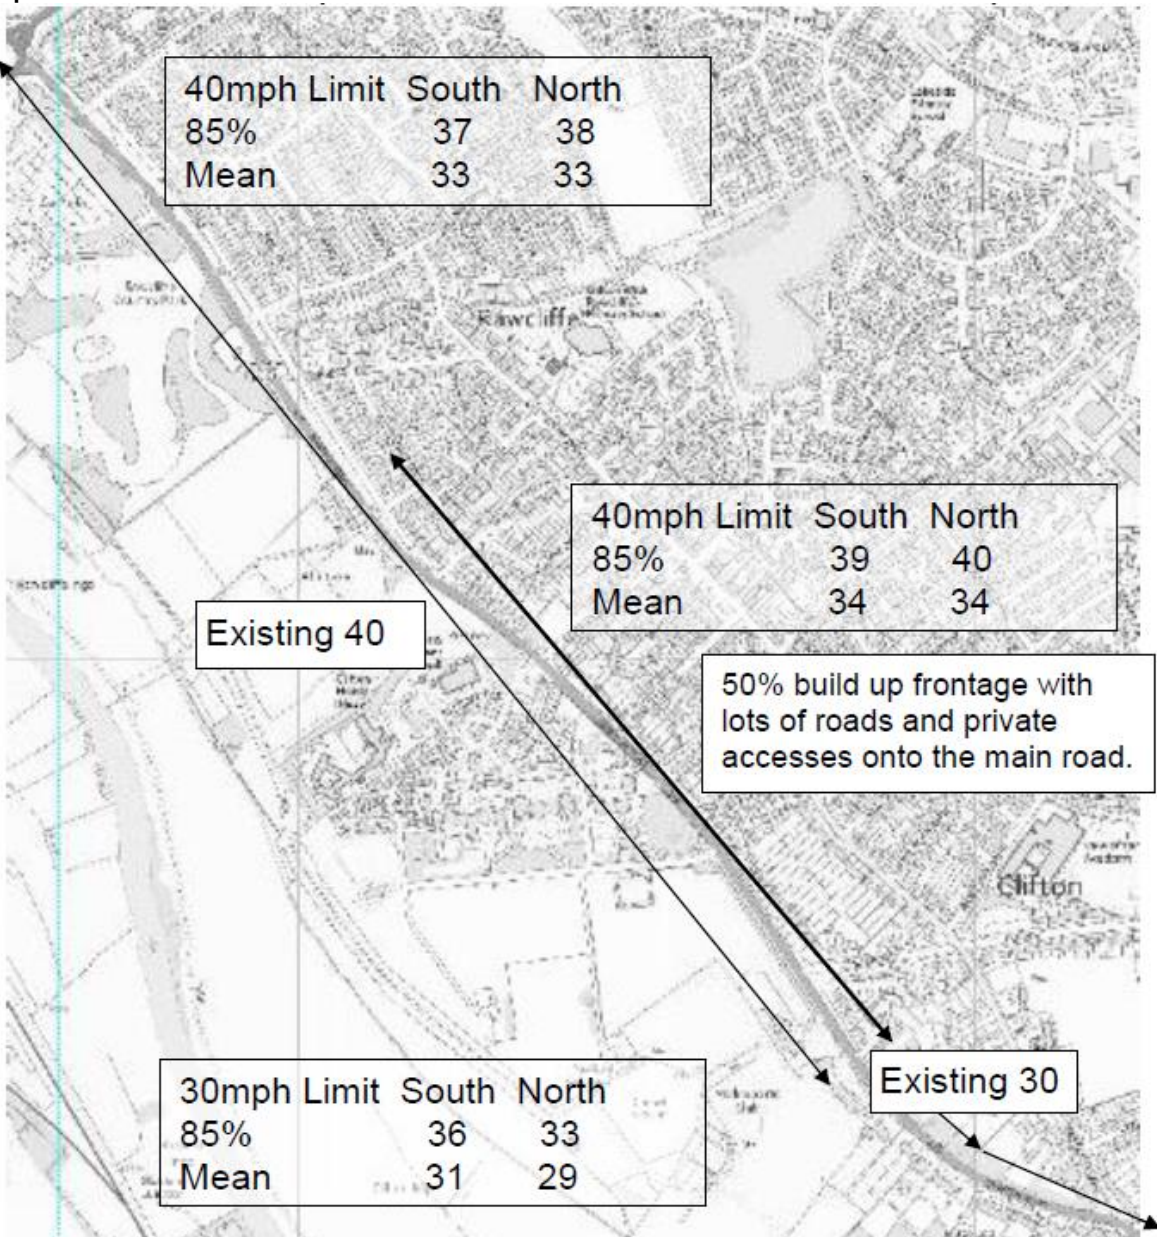 40mph Limit South North
85% 37 38
Mean 33 33
Rawcliffe
40mph Limit South North
85% 39 40
Mean 34 34
Existing 40
50% build up frontage with
lots of roads and private
accesses onto the main road.
Clifton
Existing 30
30mph Limit South North
85% 36 33
Mean 31 29